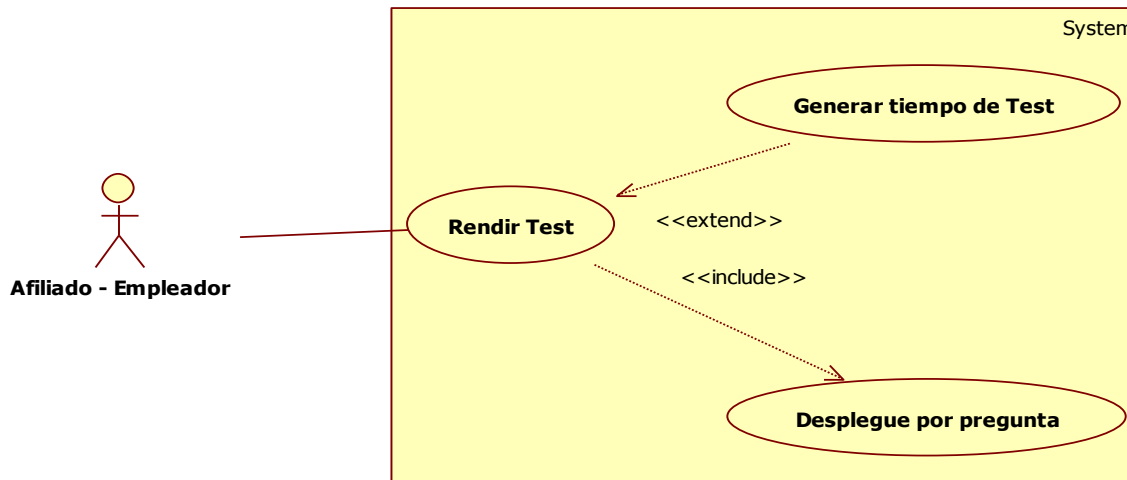 System
Generar tiempo de Test
Rendir Test
<<extend>>
<<include>>
Afiliado - Empleador
Desplegue por pregunta